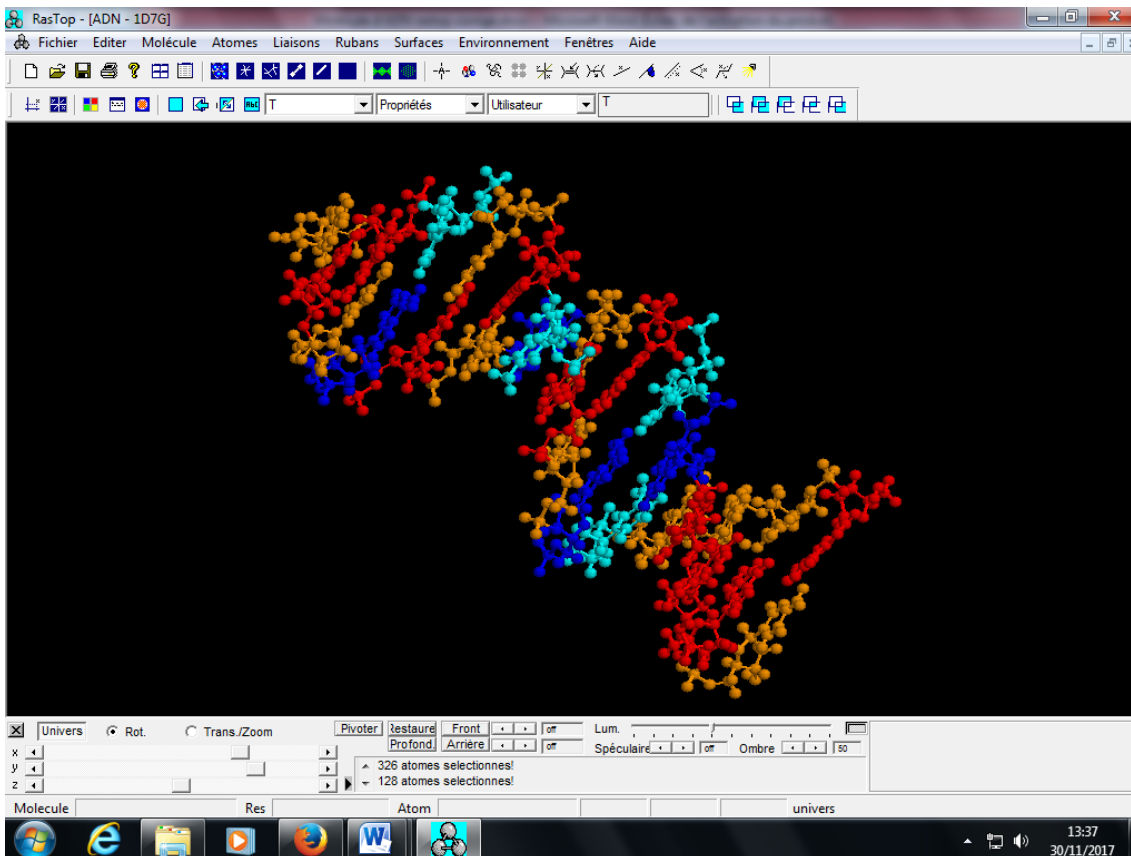 RasTop - [ADN - 1D7G]
Fichier Editer Molécule Atomes Liaisons Rubans Surfaces Environnement Fenêtres Aide
Abc T Propriétés Utilisateur T
Univers Rot. Trans./Zoom Pivoter Restaure Front off Lum.
Profond. Arrière off Spéculaire off Ombre 50
x
y 326 atomes selectionnes!
z 128 atomes selectionnes!
Molecule Res Atom univers
13:37
30/11/2017